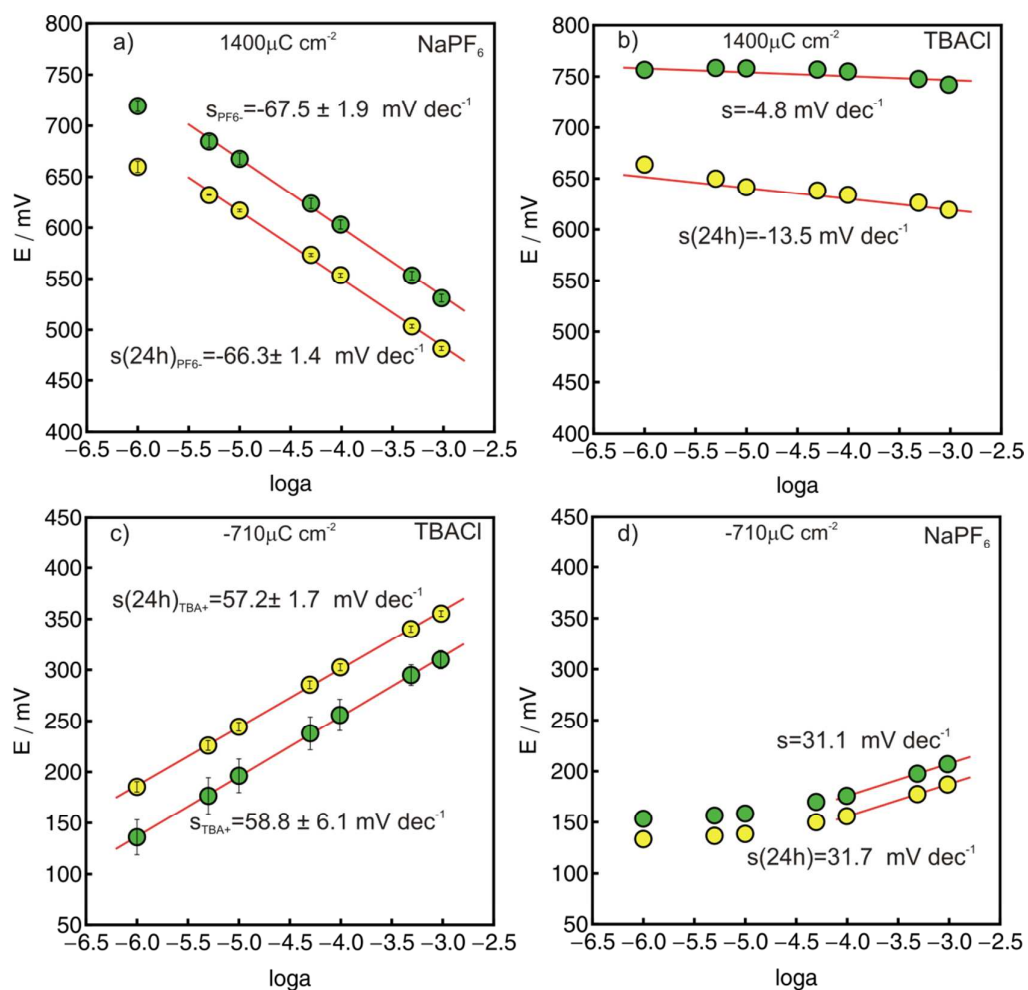 a) 1400μC cm⁻² NaPF₆
800
750
700
650
600
550
500
450
400
E / mV
s_PF6-=-67.5 ± 1.9 mV dec⁻¹
s(24h)_PF6-=-66.3± 1.4 mV dec⁻¹
−6.5 −6.0 −5.5 −5.0 −4.5 −4.0 −3.5 −3.0 −2.5
loga
b) 1400μC cm⁻² TBACl
800
750
700
650
600
550
500
450
400
E / mV
s=-4.8 mV dec⁻¹
s(24h)=-13.5 mV dec⁻¹
−6.5 −6.0 −5.5 −5.0 −4.5 −4.0 −3.5 −3.0 −2.5
loga
c) -710μC cm⁻² TBACl
450
400
350
300
250
200
150
100
50
E / mV
s(24h)_TBA+=57.2± 1.7 mV dec⁻¹
s_TBA+=58.8 ± 6.1 mV dec⁻¹
−6.5 −6.0 −5.5 −5.0 −4.5 −4.0 −3.5 −3.0 −2.5
loga
d) -710μC cm⁻² NaPF₆
450
400
350
300
250
200
150
100
50
E / mV
s=31.1 mV dec⁻¹
s(24h)=31.7 mV dec⁻¹
−6.5 −6.0 −5.5 −5.0 −4.5 −4.0 −3.5 −3.0 −2.5
loga